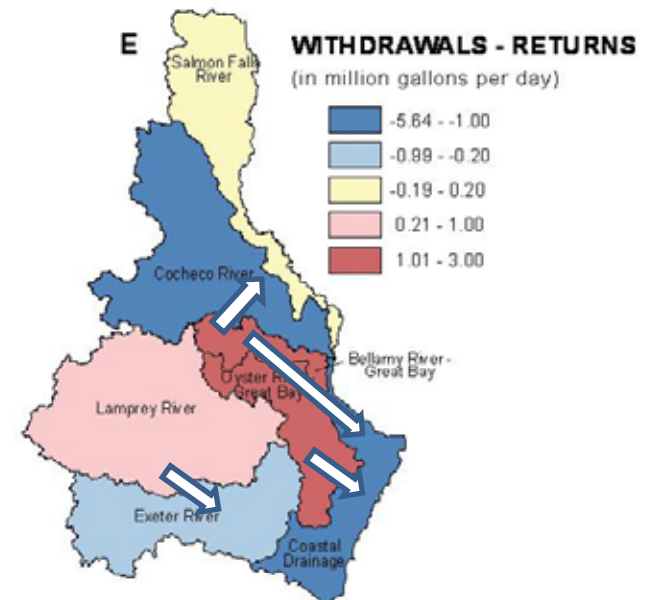 E
WITHDRAWALS - RETURNS
(in million gallons per day)
-5.64 - -1.00
-0.99 - -0.20
-0.19 - 0.20
0.21 - 1.00
1.01 - 3.00
Salmon Falls
River
Cocheco River
Bellamy River -
Great Bay
Oyster
Great Bay
Lamprey River
Exeter River
Coastal
Drainage